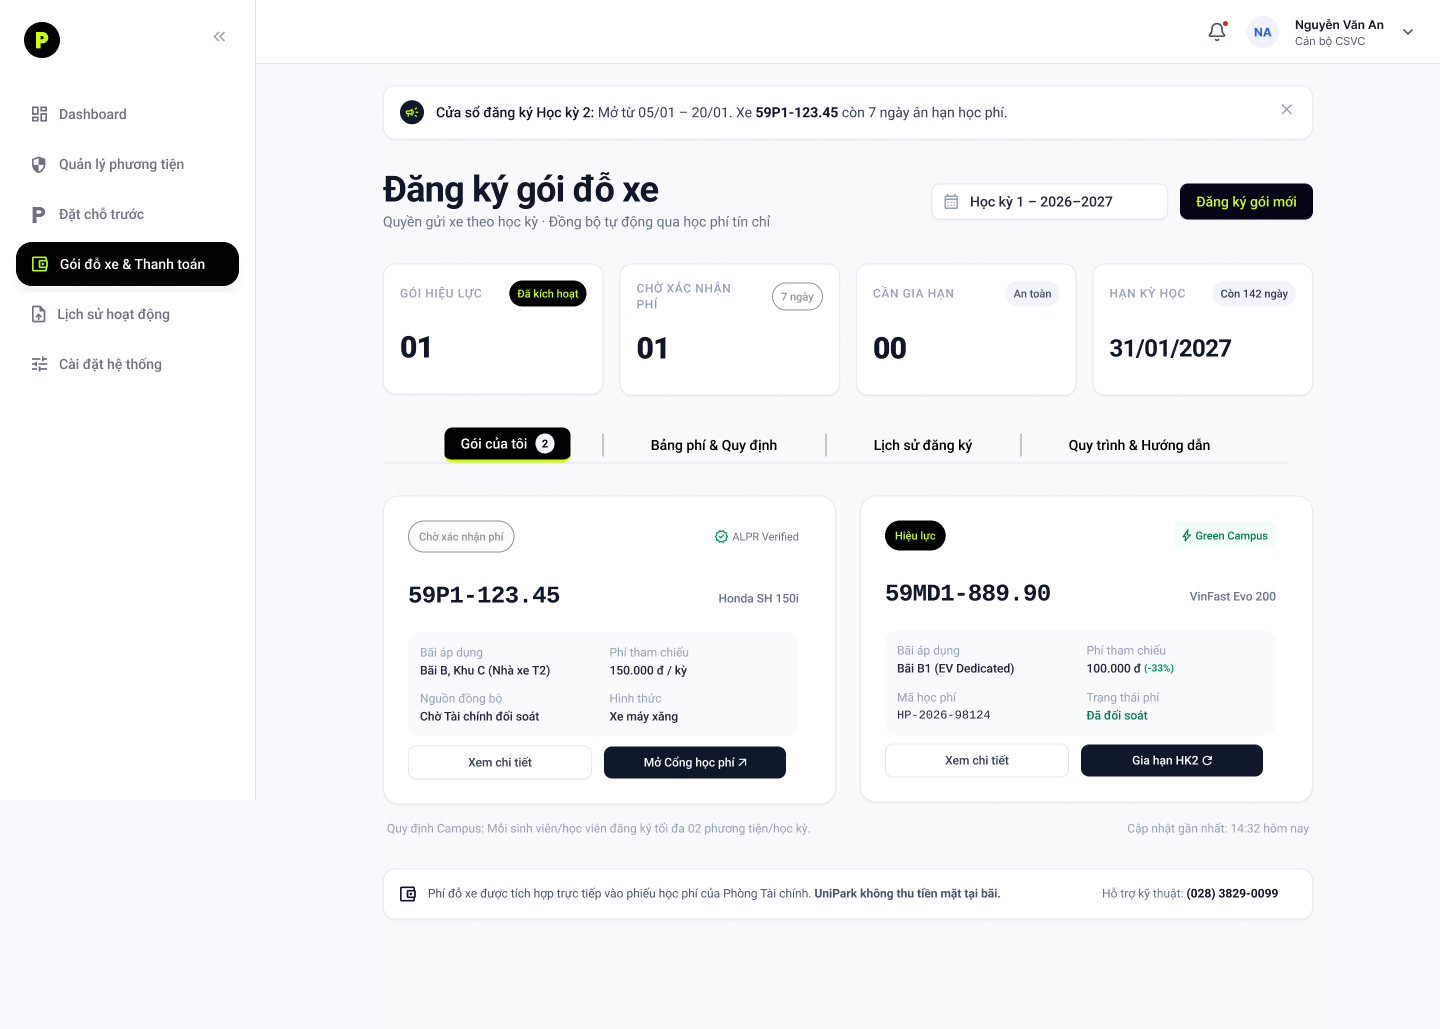 P
NA
Nguyễn Văn An
Cán bộ CSVC
Dashboard
Quản lý phương tiện
Đặt chỗ trước
Gói đỗ xe & Thanh toán
Lịch sử hoạt động
Cài đặt hệ thống
Cửa sổ đăng ký Học kỳ 2: Mở từ 05/01 – 20/01. Xe 59P1-123.45 còn 7 ngày ân hạn học phí.
Đăng ký gói đỗ xe
Quyền gửi xe theo học kỳ · Đồng bộ tự động qua học phí tín chỉ
Học kỳ 1 – 2026–2027
Đăng ký gói mới
GÓI HIỆU LỰC
Đã kích hoạt
01
CHỜ XÁC NHẬN
PHÍ
7 ngày
01
CẦN GIA HẠN
An toàn
00
HẠN KỲ HỌC
Còn 142 ngày
31/01/2027
Gói của tôi 2
Bảng phí & Quy định
Lịch sử đăng ký
Quy trình & Hướng dẫn
Chờ xác nhận phí
ALPR Verified
59P1-123.45
Honda SH 150i
Bãi áp dụng
Bãi B, Khu C (Nhà xe T2)
Phí tham chiếu
150.000 đ / kỳ
Nguồn đồng bộ
Chờ Tài chính đối soát
Hình thức
Xe máy xăng
Xem chi tiết
Mở Cổng học phí
Hiệu lực
Green Campus
59MD1-889.90
VinFast Evo 200
Bãi áp dụng
Bãi B1 (EV Dedicated)
Phí tham chiếu
100.000 đ (-33%)
Mã học phí
HP-2026-98124
Trạng thái phí
Đã đối soát
Xem chi tiết
Gia hạn HK2
Quy định Campus: Mỗi sinh viên/học viên đăng ký tối đa 02 phương tiện/học kỳ.
Cập nhật gần nhất: 14:32 hôm nay
Phí đỗ xe được tích hợp trực tiếp vào phiếu học phí của Phòng Tài chính. UniPark không thu tiền mặt tại bãi.
Hỗ trợ kỹ thuật: (028) 3829-0099